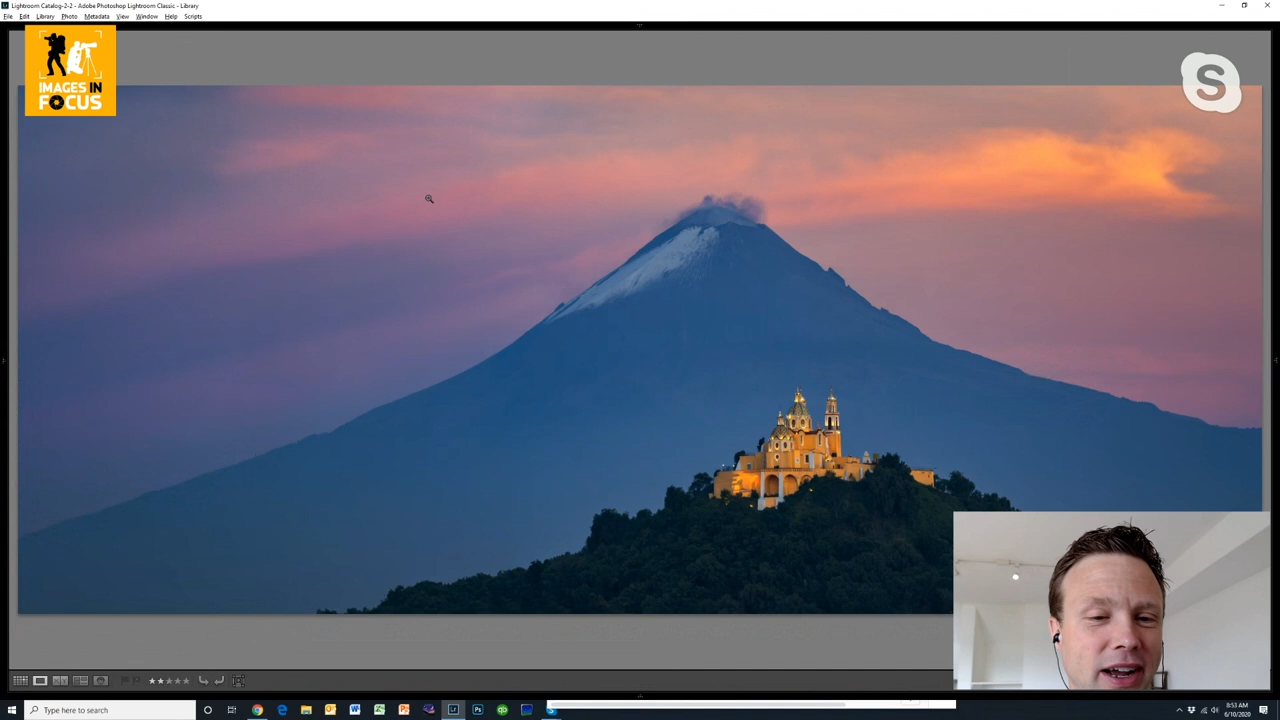 Lightroom Catalog-2-2 - Adobe Photoshop Lightroom Classic - Library
File Edit Library Photo Metadata View Window Help Scripts
IMAGES IN
FOCUS
S
Type here to search
8:53 AM
6/10/2020